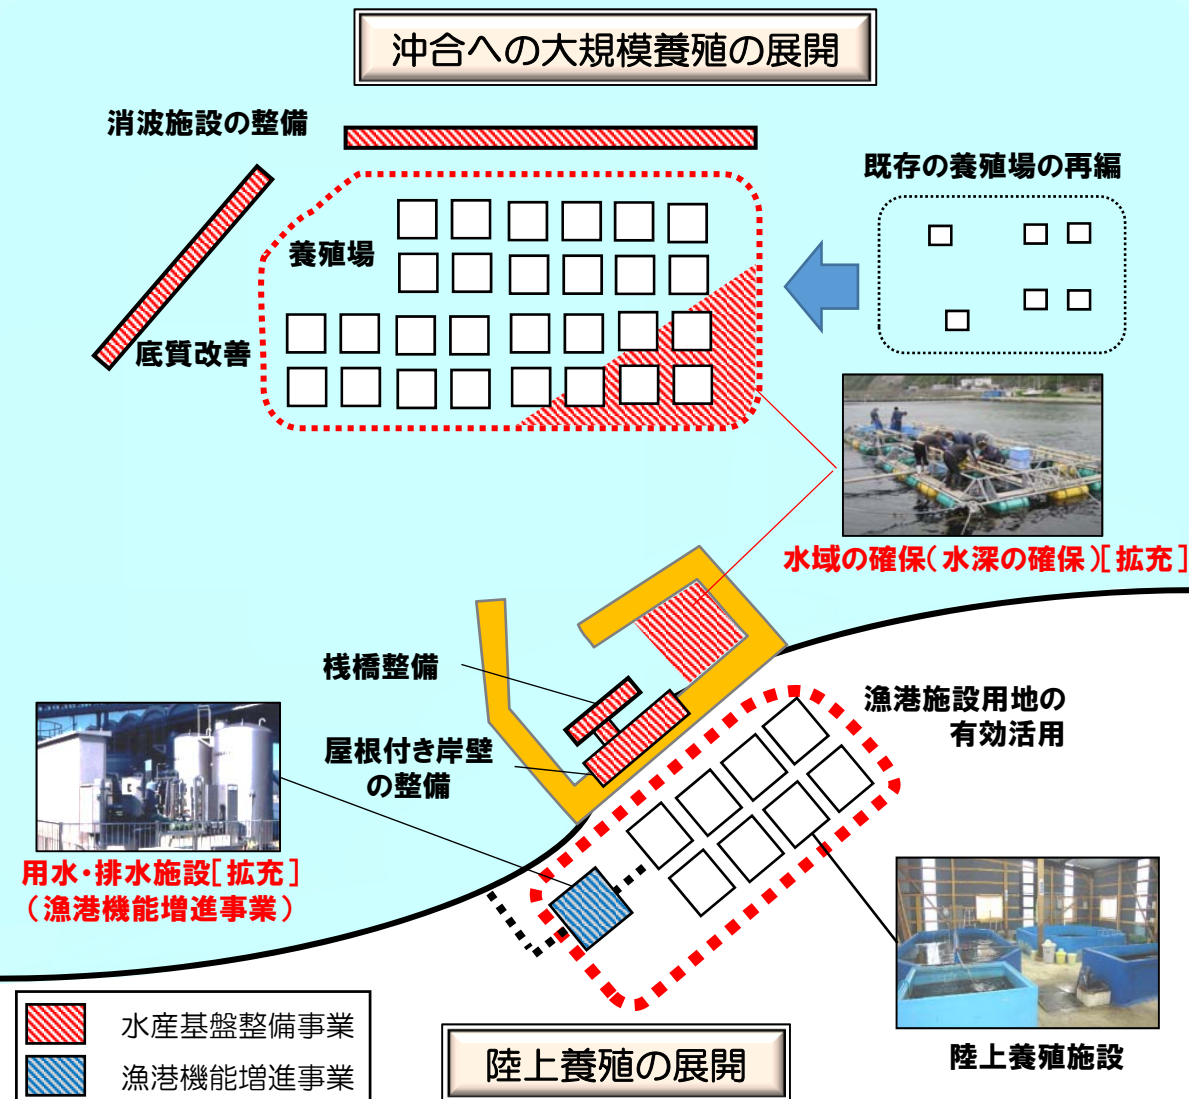 沖合への大規模養殖の展開
消波施設の整備
既存の養殖場の再編
養殖場
底質改善
水域の確保(水深の確保)[拡充]
桟橋整備
漁港施設用地の
有効活用
屋根付き岸壁
の整備
用水・排水施設[拡充]
(漁港機能増進事業)
水産基盤整備事業
漁港機能増進事業
陸上養殖の展開
陸上養殖施設